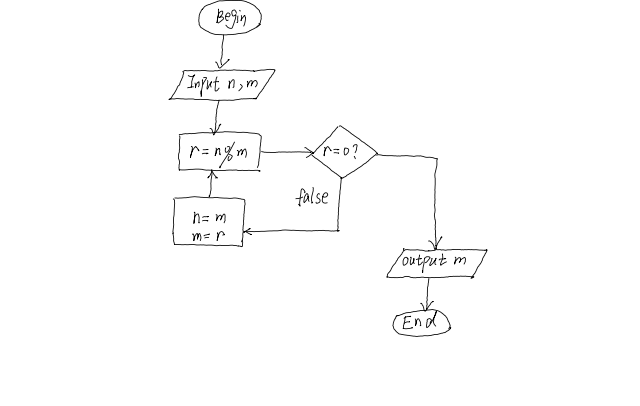 Begin
Input n,m
r=n%m
r=0?
false
n=m
m=r
output m
End